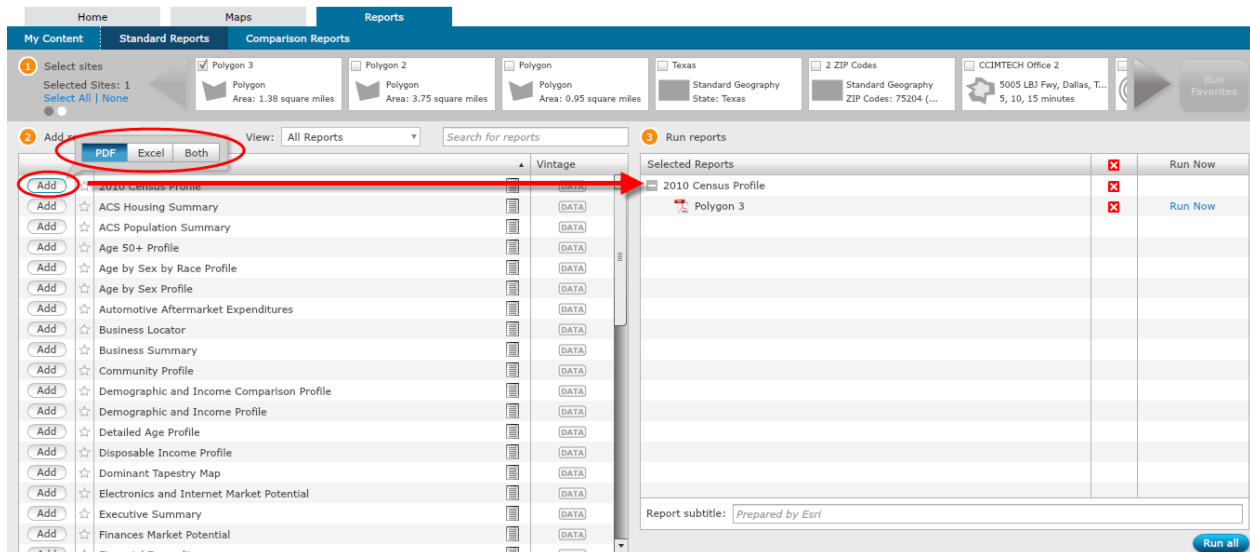 Home Maps Reports
My Content Standard Reports Comparison Reports
1 Select sites
Selected Sites: 1
Select All | None
Polygon 3
Polygon
Area: 1.38 square miles
Polygon 2
Polygon
Area: 3.75 square miles
Polygon
Polygon
Area: 0.95 square miles
Texas
Standard Geography
State: Texas
2 ZIP Codes
Standard Geography
ZIP Codes: 75204 (...
CCIMTECH Office 2
5005 LBJ Fwy, Dallas, T...
5, 10, 15 minutes
Run
Favorites
2 Add View: All Reports Search for reports
PDF Excel Both
Vintage
Add 2010 Census Profile DATA
Add ACS Housing Summary DATA
Add ACS Population Summary DATA
Add Age 50+ Profile DATA
Add Age by Sex by Race Profile DATA
Add Age by Sex Profile DATA
Add Automotive Aftermarket Expenditures DATA
Add Business Locator DATA
Add Business Summary DATA
Add Community Profile DATA
Add Demographic and Income Comparison Profile DATA
Add Demographic and Income Profile DATA
Add Detailed Age Profile DATA
Add Disposable Income Profile DATA
Add Dominant Tapestry Map DATA
Add Electronics and Internet Market Potential DATA
Add Executive Summary DATA
Add Finances Market Potential DATA
3 Run reports
Selected Reports Run Now
2010 Census Profile
Polygon 3 Run Now
Report subtitle: Prepared by Esri
Run all